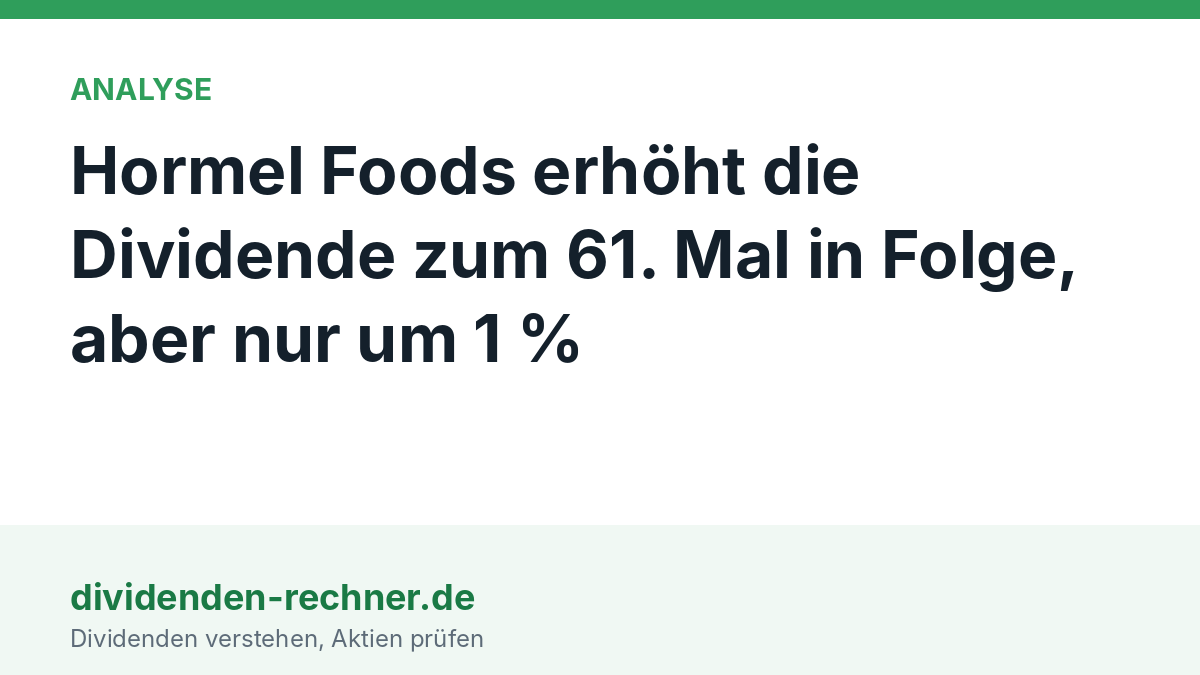 ANALYSE
Hormel Foods erhöht die
Dividende zum 61. Mal in Folge,
aber nur um 1 %
dividenden-rechner.de
Dividenden verstehen, Aktien prüfen